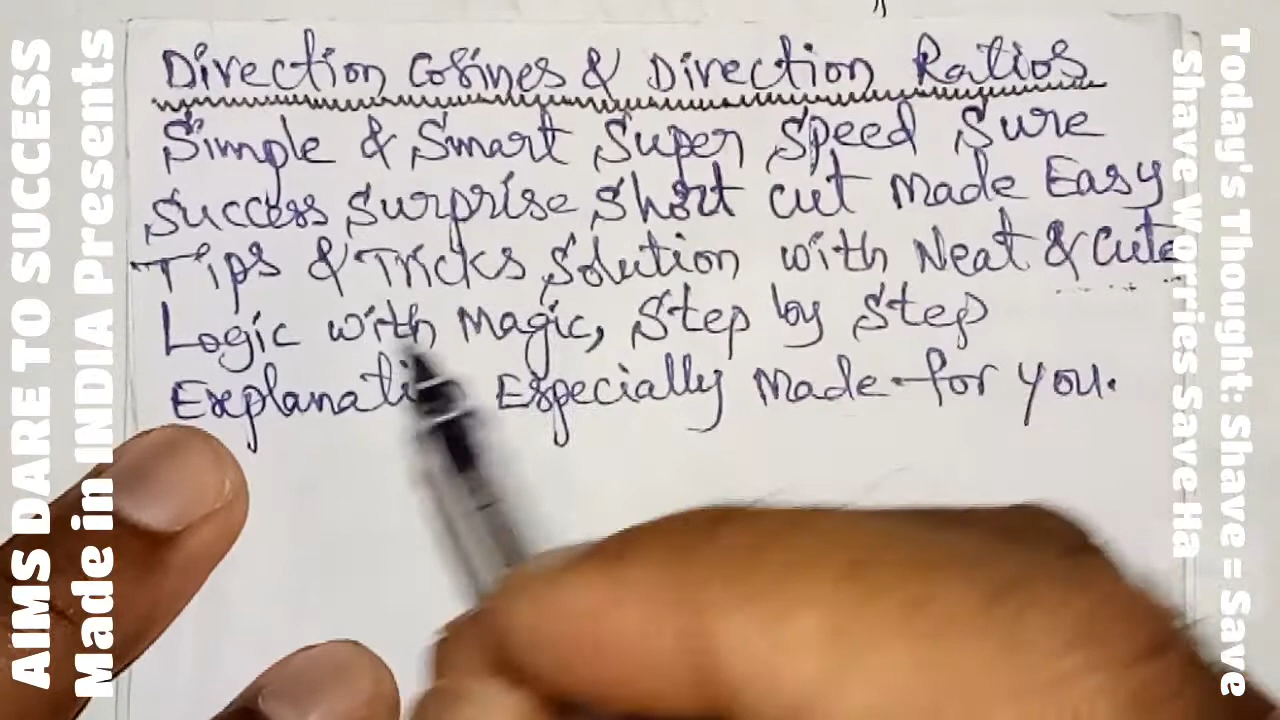 AIMS DARE TO SUCCESS
Made in INDIA Presents
Direction Cosines & Direction Ratios
Simple & Smart Super Speed Sure
Success Surprise Short cut Made Easy
Tips & Tricks Solution with Neat & Cute
Logic with Magic, Step by Step
Especially Made for you.
Today's Thought: Shave = Save
Shave Worries Save Ha